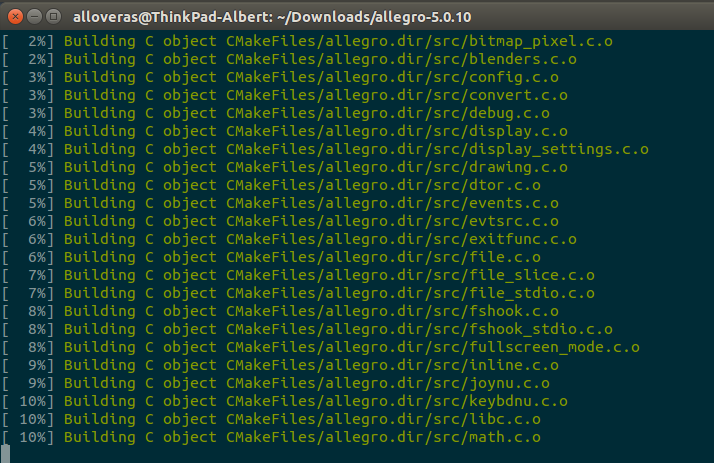 alloveras@ThinkPad-Albert: ~/Downloads/allegro-5.0.10
[  2%] Building C object CMakeFiles/allegro.dir/src/bitmap_pixel.c.o
[  2%] Building C object CMakeFiles/allegro.dir/src/blenders.c.o
[  3%] Building C object CMakeFiles/allegro.dir/src/config.c.o
[  3%] Building C object CMakeFiles/allegro.dir/src/convert.c.o
[  3%] Building C object CMakeFiles/allegro.dir/src/debug.c.o
[  4%] Building C object CMakeFiles/allegro.dir/src/display.c.o
[  4%] Building C object CMakeFiles/allegro.dir/src/display_settings.c.o
[  5%] Building C object CMakeFiles/allegro.dir/src/drawing.c.o
[  5%] Building C object CMakeFiles/allegro.dir/src/dtor.c.o
[  5%] Building C object CMakeFiles/allegro.dir/src/events.c.o
[  6%] Building C object CMakeFiles/allegro.dir/src/evtsrc.c.o
[  6%] Building C object CMakeFiles/allegro.dir/src/exitfunc.c.o
[  6%] Building C object CMakeFiles/allegro.dir/src/file.c.o
[  7%] Building C object CMakeFiles/allegro.dir/src/file_slice.c.o
[  7%] Building C object CMakeFiles/allegro.dir/src/file_stdio.c.o
[  8%] Building C object CMakeFiles/allegro.dir/src/fshook.c.o
[  8%] Building C object CMakeFiles/allegro.dir/src/fshook_stdio.c.o
[  8%] Building C object CMakeFiles/allegro.dir/src/fullscreen_mode.c.o
[  9%] Building C object CMakeFiles/allegro.dir/src/inline.c.o
[  9%] Building C object CMakeFiles/allegro.dir/src/joynu.c.o
[ 10%] Building C object CMakeFiles/allegro.dir/src/keybdnu.c.o
[ 10%] Building C object CMakeFiles/allegro.dir/src/libc.c.o
[ 10%] Building C object CMakeFiles/allegro.dir/src/math.c.o